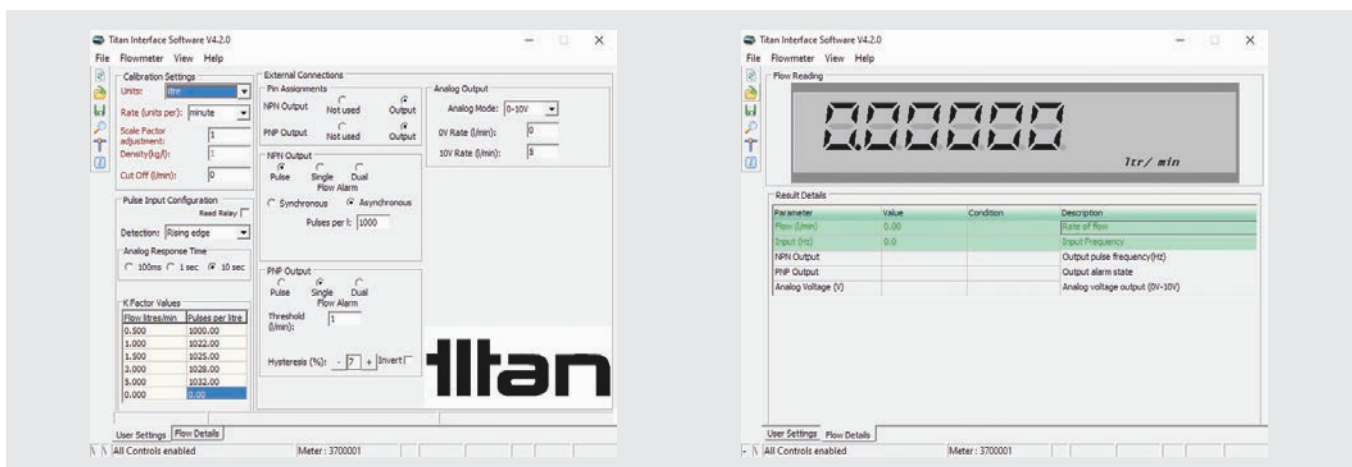 Titan Interface Software V4.2.0
File Flowmeter View Help
Calibration Settings
Units: litre
Rate (units per): minute
Scale Factor adjustment: 1
Density(kg/l): 1
Cut Off (l/min): 0
Pulse Input Configuration
Reed Relay
Detection: Rising edge
Analog Response Time
100ms 1 sec 10 sec
K Factor Values
Flow litres/min Pulses per litre
0.500 1000.00
1.000 1022.00
1.500 1025.00
3.000 1028.00
5.000 1032.00
0.000 0.00
External Connections
Pin Assignments
NPN Output Not used Output
PNP Output Not used Output
NPN Output
Pulse Single Dual
Flow Alarm
Synchronous Asynchronous
Pulses per l: 1000
PNP Output
Pulse Single Dual
Flow Alarm
Threshold (l/min): 1
Hysteresis (%): - 7 + Invert
Analog Output
Analog Mode: 0-10V
0V Rate (l/min): 0
10V Rate (l/min): 5
titan
User Settings Flow Details
All Controls enabled Meter : 3700001
Titan Interface Software V4.2.0
File Flowmeter View Help
Flow Reading
0.00000
ltr/ min
Result Details
Parameter Value Condition Description
Flow (l/min) 0.00 Rate of flow
Input (Hz) 0.0 Input Frequency
NPN Output Output pulse frequency(Hz)
PNP Output Output alarm state
Analog Voltage (V) Analog voltage output (0V-10V)
User Settings Flow Details
All Controls enabled Meter : 3700001